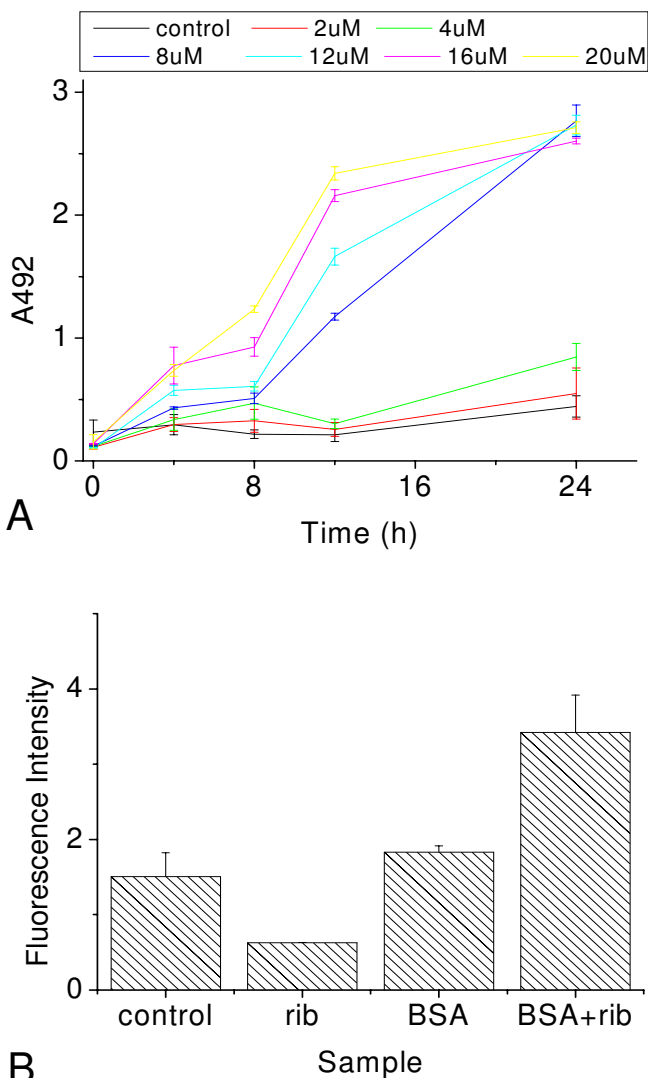 control 2uM 4uM
8uM 12uM 16uM 20uM
3
2
1
0
A492
0 8 16 24
Time (h)
A
4
2
0
Fluorescence Intensity
control rib BSA BSA+rib
Sample
B